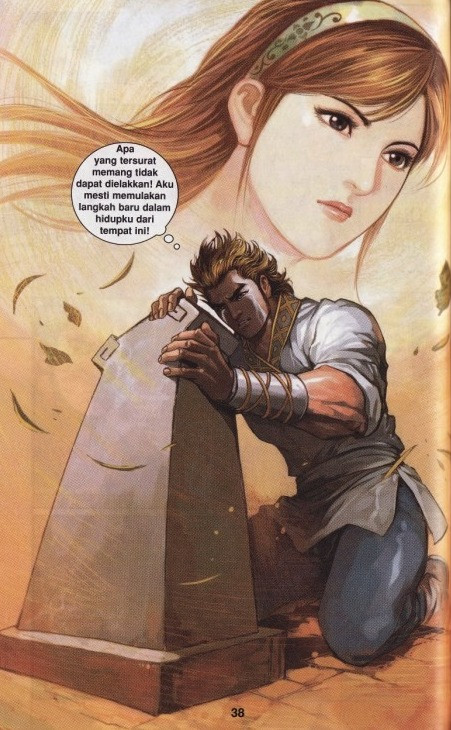 Apa
yang tersurat
memang tidak
dapat dielakkan! Aku
mesti memulakan
langkah baru dalam
hidupku dari
tempat ini!
38